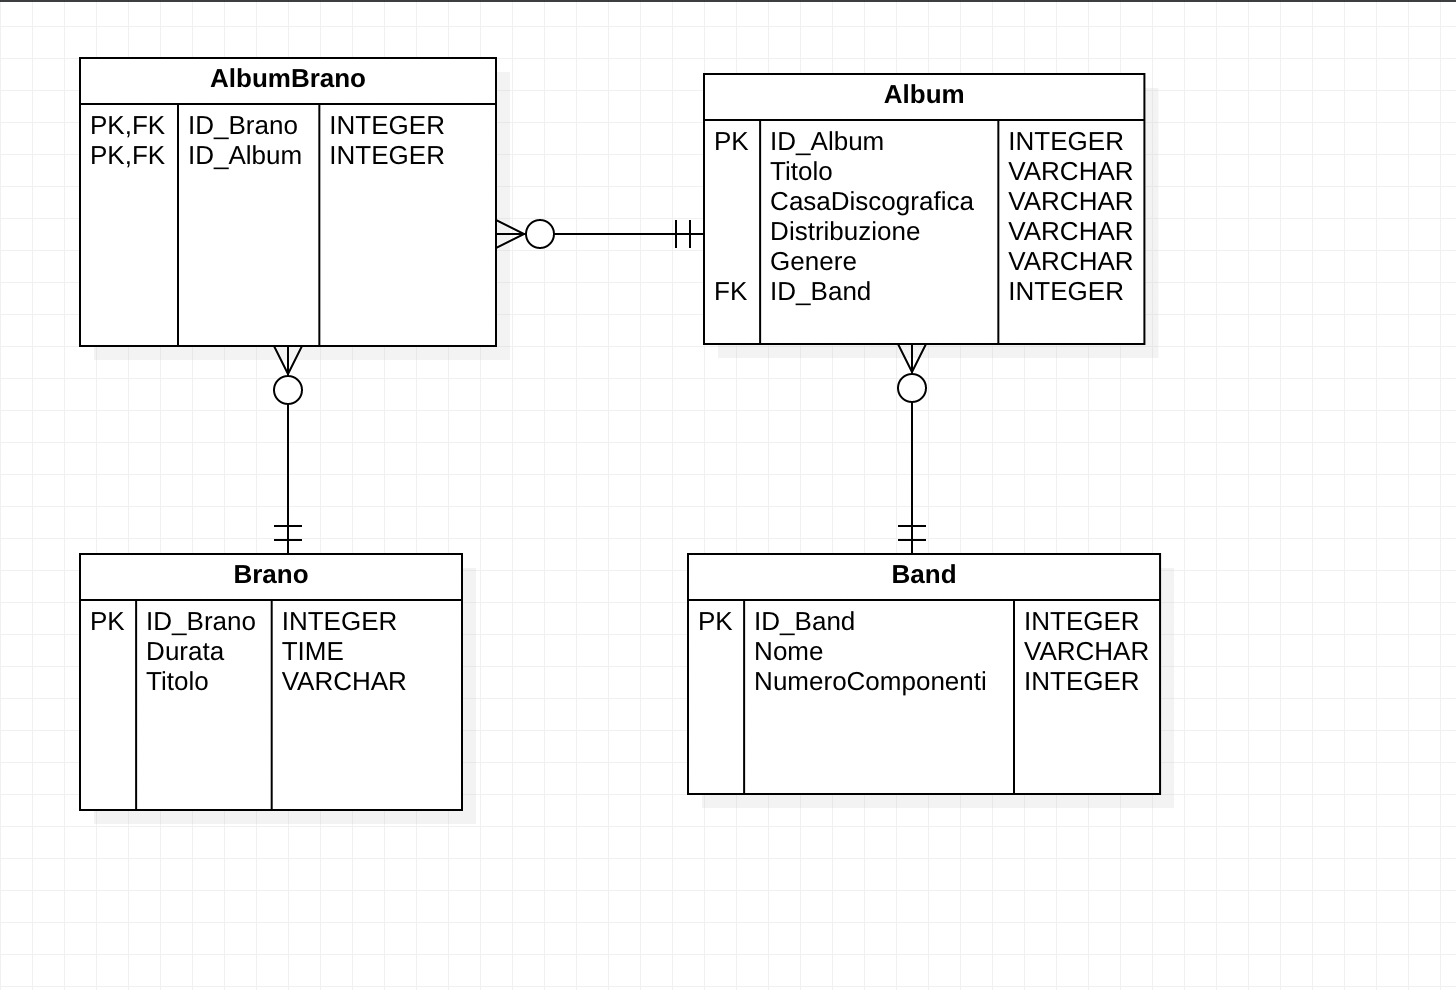 AlbumBrano
PK,FK ID_Brano INTEGER
PK,FK ID_Album INTEGER
Album
PK ID_Album INTEGER
Titolo VARCHAR
CasaDiscografica VARCHAR
Distribuzione VARCHAR
Genere VARCHAR
FK ID_Band INTEGER
Brano
PK ID_Brano INTEGER
Durata TIME
Titolo VARCHAR
Band
PK ID_Band INTEGER
Nome VARCHAR
NumeroComponenti INTEGER